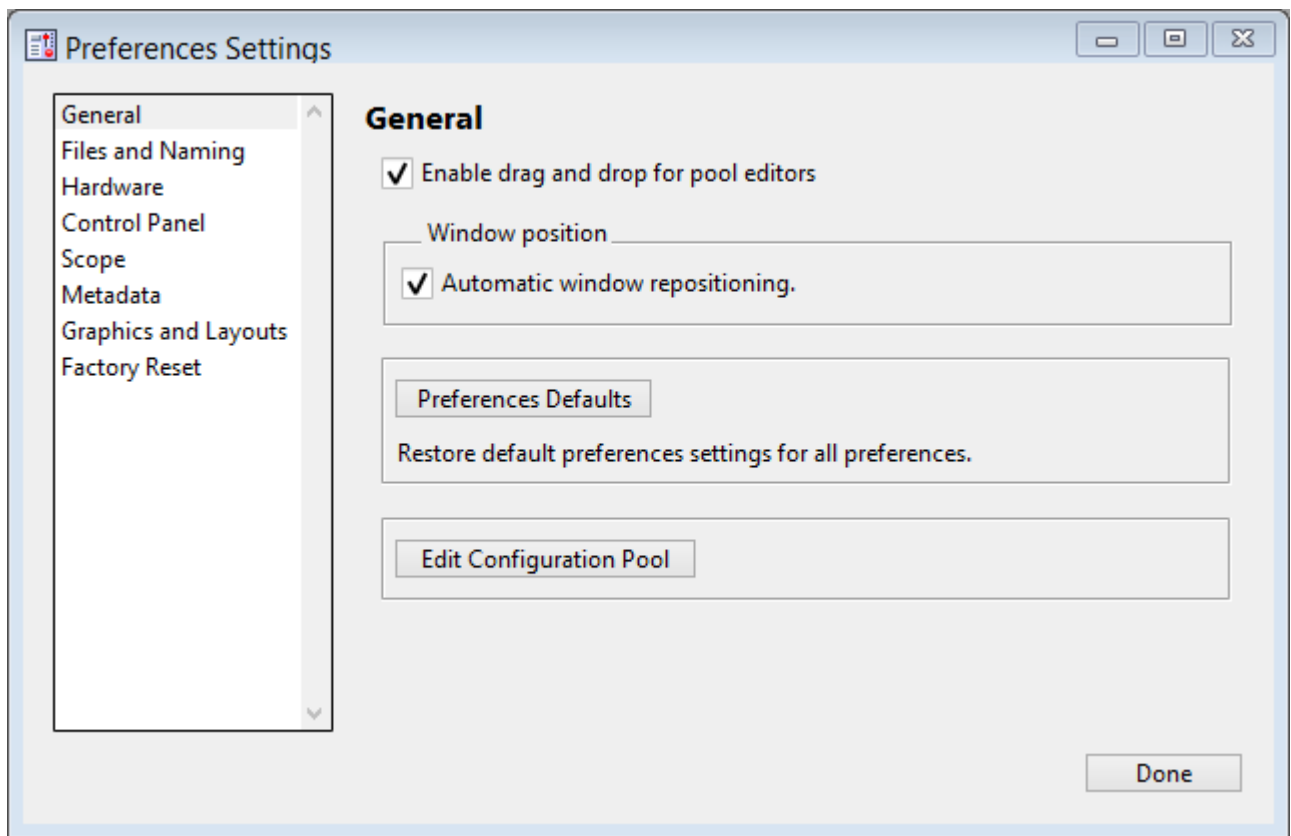 Preferences Settings
General
Files and Naming
Hardware
Control Panel
Scope
Metadata
Graphics and Layouts
Factory Reset
General
Enable drag and drop for pool editors
Window position
Automatic window repositioning.
Preferences Defaults
Restore default preferences settings for all preferences.
Edit Configuration Pool
Done